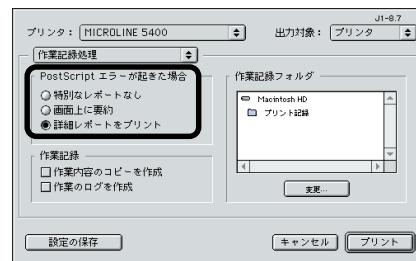 J1-8.7
プリンタ： MICROLINE 5400 出力対象： プリンタ
作業記録処理
PostScript エラーが起きた場合
特別なレポートなし
画面上に要約
詳細レポートをプリント
作業記録
作業内容のコピーを作成
作業のログを作成
作業記録フォルダ
Macintosh HD
プリント記録
変更...
設定の保存 キャンセル プリント